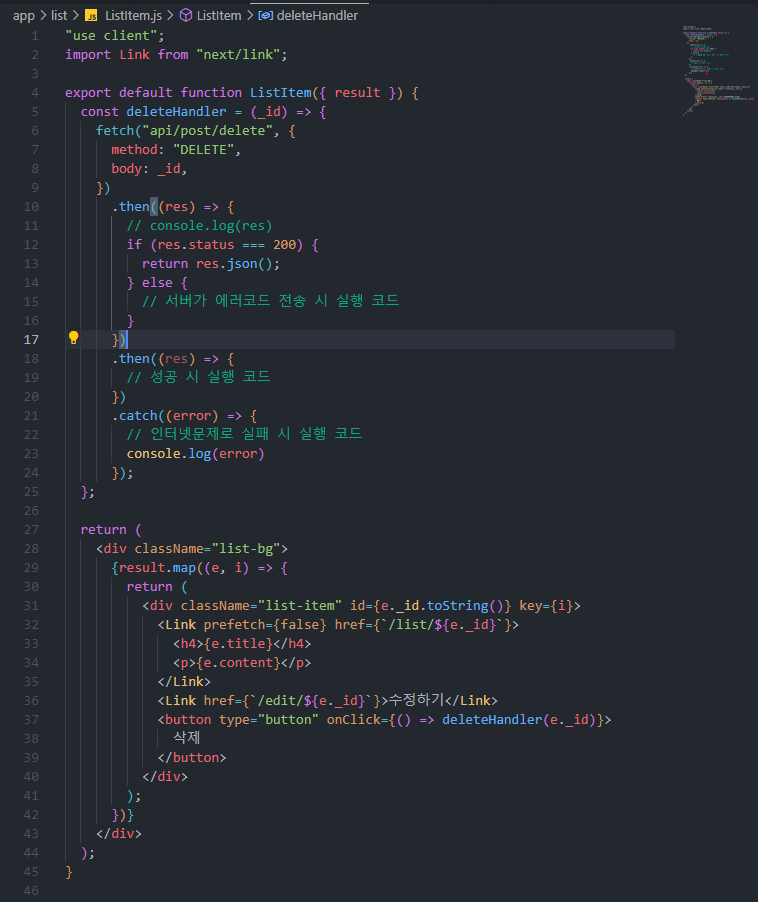 app > list > JS ListItem.js > ListItem > deleteHandler
1 "use client";
2 import Link from "next/link";
3
4 export default function ListItem({ result }) {
5   const deleteHandler = (_id) => {
6     fetch("api/post/delete", {
7       method: "DELETE",
8       body: _id,
9     })
10       .then((res) => {
11         // console.log(res)
12         if (res.status === 200) {
13           return res.json();
14         } else {
15           // 서버가 에러코드 전송 시 실행 코드
16         }
17       })
18       .then((res) => {
19         // 성공 시 실행 코드
20       })
21       .catch((error) => {
22         // 인터넷문제로 실패 시 실행 코드
23         console.log(error)
24       });
25   };
26
27   return (
28     <div className="list-bg">
29       {result.map((e, i) => {
30         return (
31           <div className="list-item" id={e._id.toString()} key={i}>
32             <Link prefetch={false} href={`/list/${e._id}`}>
33               <h4>{e.title}</h4>
34               <p>{e.content}</p>
35             </Link>
36             <Link href={`/edit/${e._id}`}>수정하기</Link>
37             <button type="button" onClick={() => deleteHandler(e._id)}>
38               삭제
39             </button>
40           </div>
41         );
42       })}
43     </div>
44   );
45 }
46